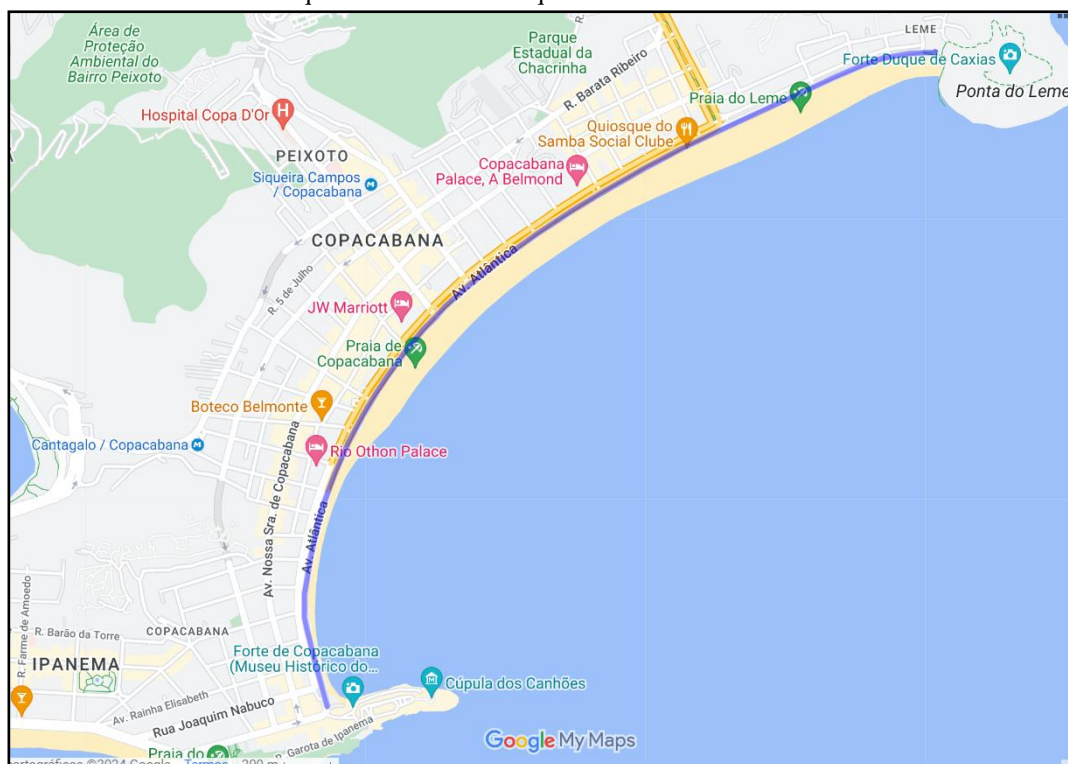 Área de
Proteção
Ambiental do
Bairro Peixoto
Parque
Estadual da
Chacrinha
R. Barata Ribeiro
LEME
Forte Duque de Caxias
Ponta do Leme
Praia do Leme
Hospital Copa D'Or
H
PEIXOTO
Quiosque do
Samba Social Clube
Copacabana
Palace, A Belmond
Siqueira Campos
/ Copacabana
COPACABANA
Av. Atlântica
R. 5 de Julho
JW Marriott
Praia de
Copacabana
Boteco Belmonte
Cantagalo / Copacabana
Rio Othon Palace
Av. Nossa Sra. de Copacabana
Av. Atlântica
R. Farme de Amoedo
R. Barão da Torre
COPACABANA
IPANEMA
Forte de Copacabana
(Museu Histórico do...
Cúpula dos Canhões
Av. Rainha Elisabeth
Rua Joaquim Nabuco
Garota de Ipanema
Praia do
Google My Maps